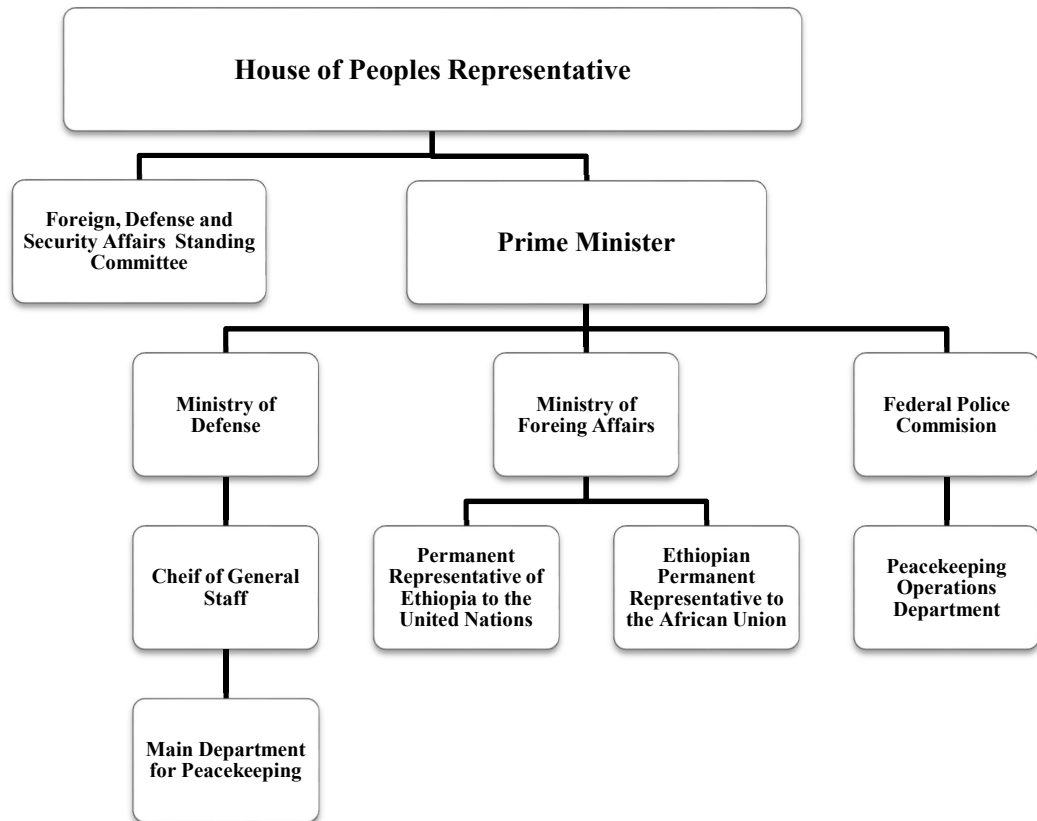 House of Peoples Representative
Foreign, Defense and
Security Affairs Standing
Committee
Prime Minister
Ministry of
Defense
Ministry of
Foreing Affairs
Federal Police
Commision
Cheif of General
Staff
Permanent
Representative of
Ethiopia to the
United Nations
Ethiopian
Permanent
Representative to
the African Union
Peacekeeping
Operations
Department
Main Department
for Peacekeeping